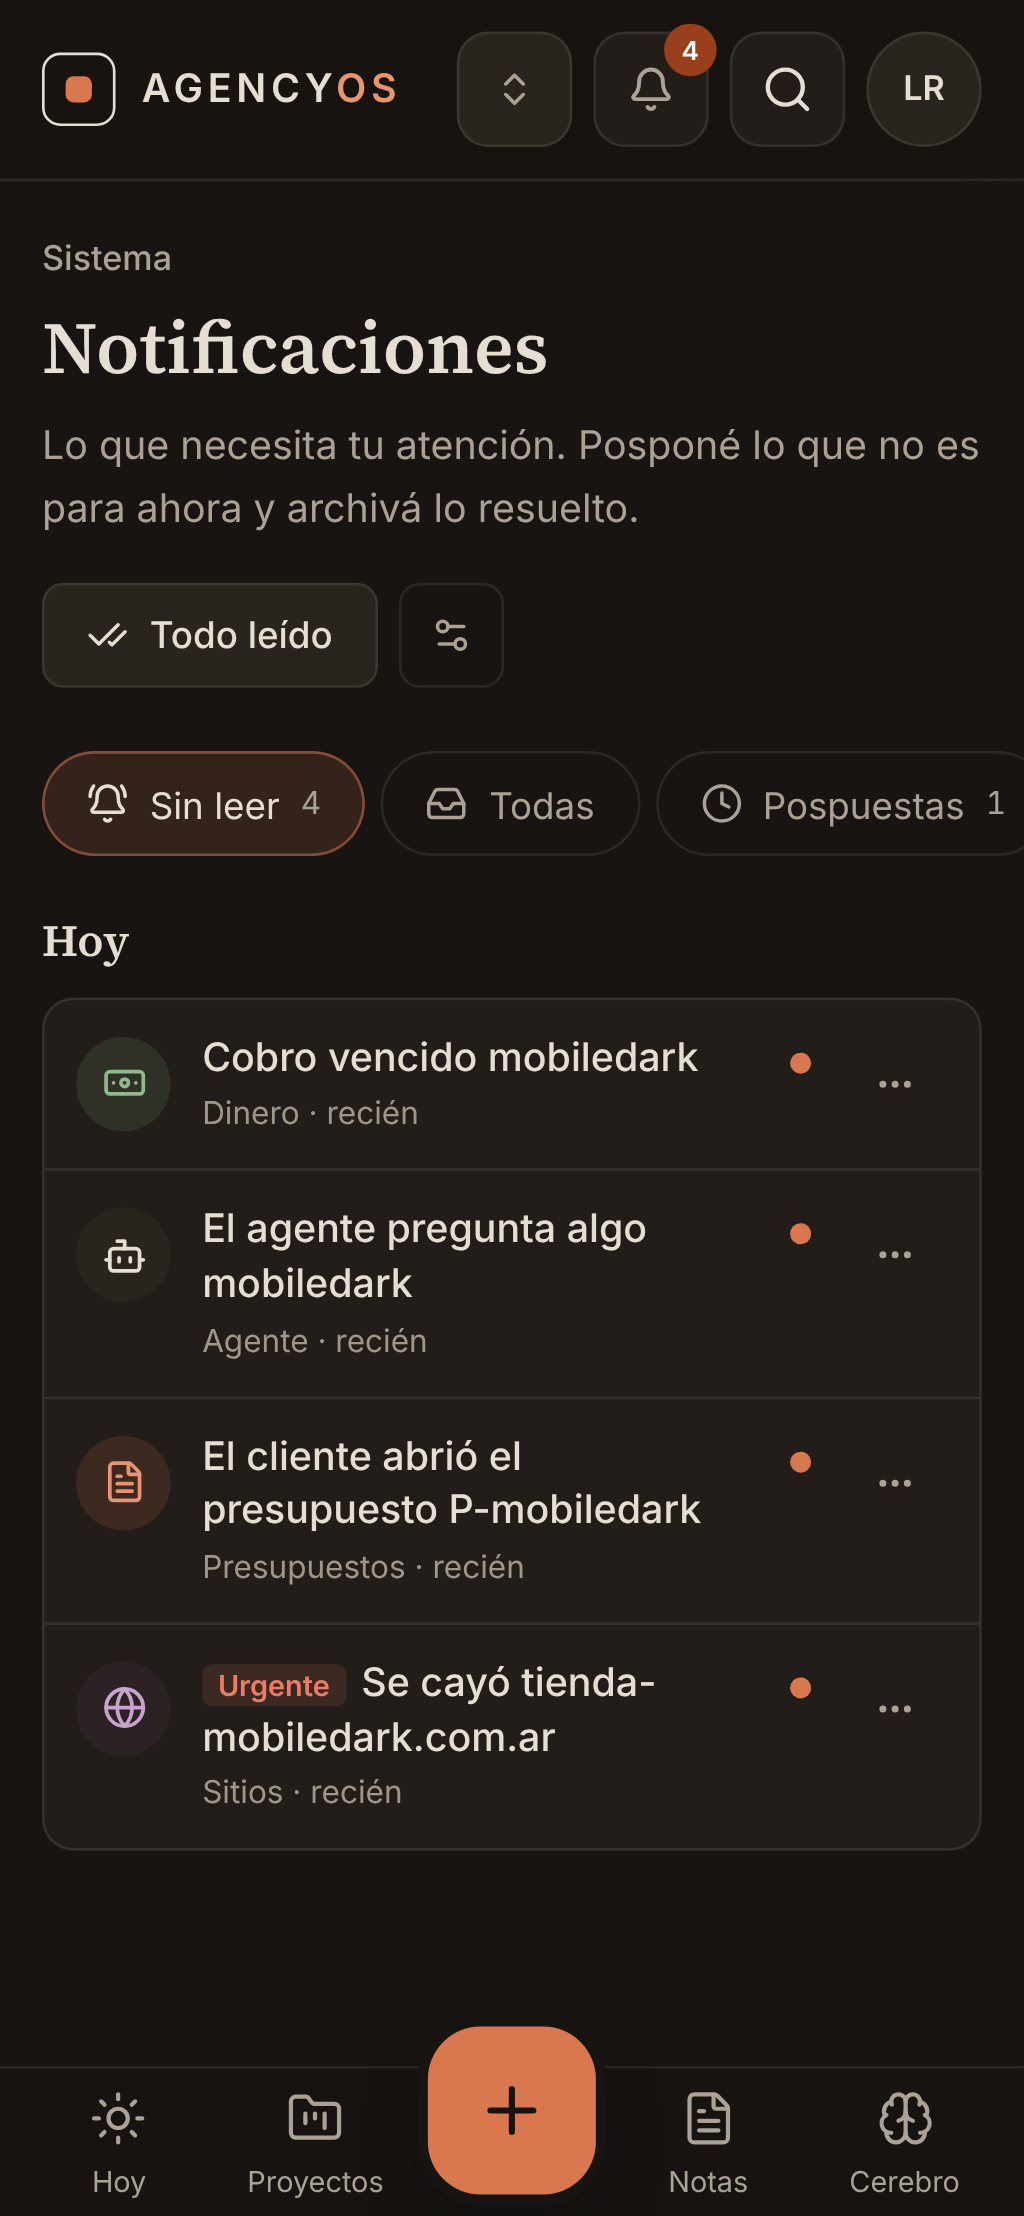 AGENCYOS
4
LR
Sistema
Notificaciones
Lo que necesita tu atención. Posponé lo que no es
para ahora y archivá lo resuelto.
Todo leído
Sin leer 4
Todas
Pospuestas 1
Hoy
Cobro vencido mobiledark
Dinero · recién
El agente pregunta algo
mobiledark
Agente · recién
El cliente abrió el
presupuesto P-mobiledark
Presupuestos · recién
Urgente Se cayó tienda-
mobiledark.com.ar
Sitios · recién
Hoy
Proyectos
Notas
Cerebro